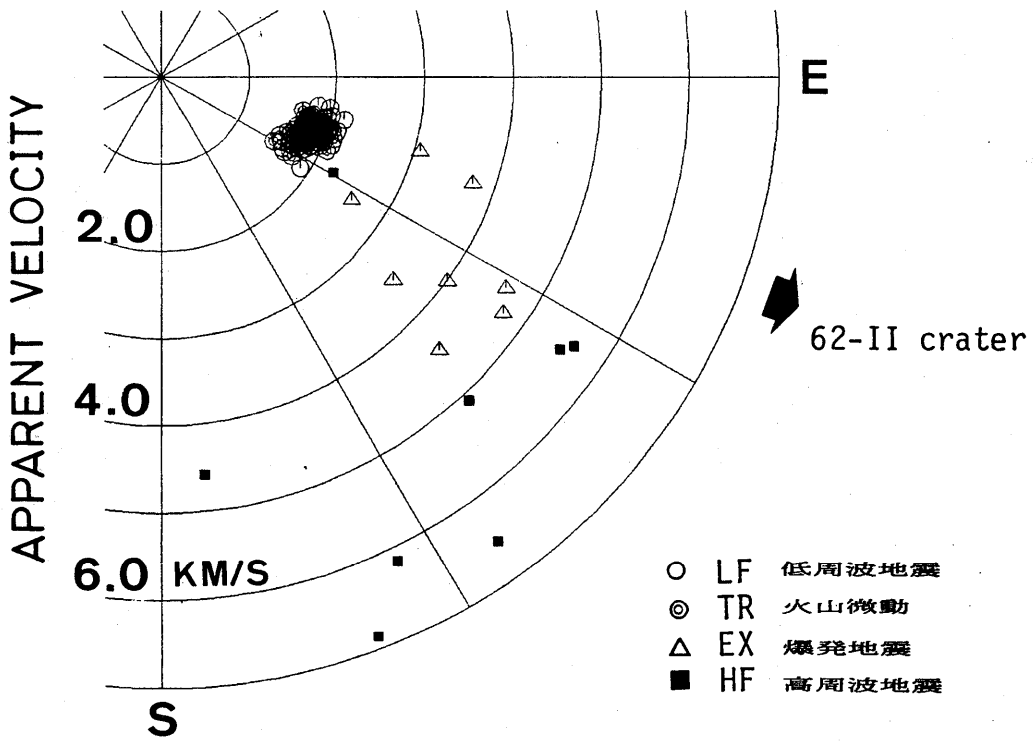 E
APPARENT VELOCITY
2.0
4.0
6.0 KM/S
S
62-II crater
LF 低周波地震
TR 火山微動
EX 爆発地震
HF 高周波地震